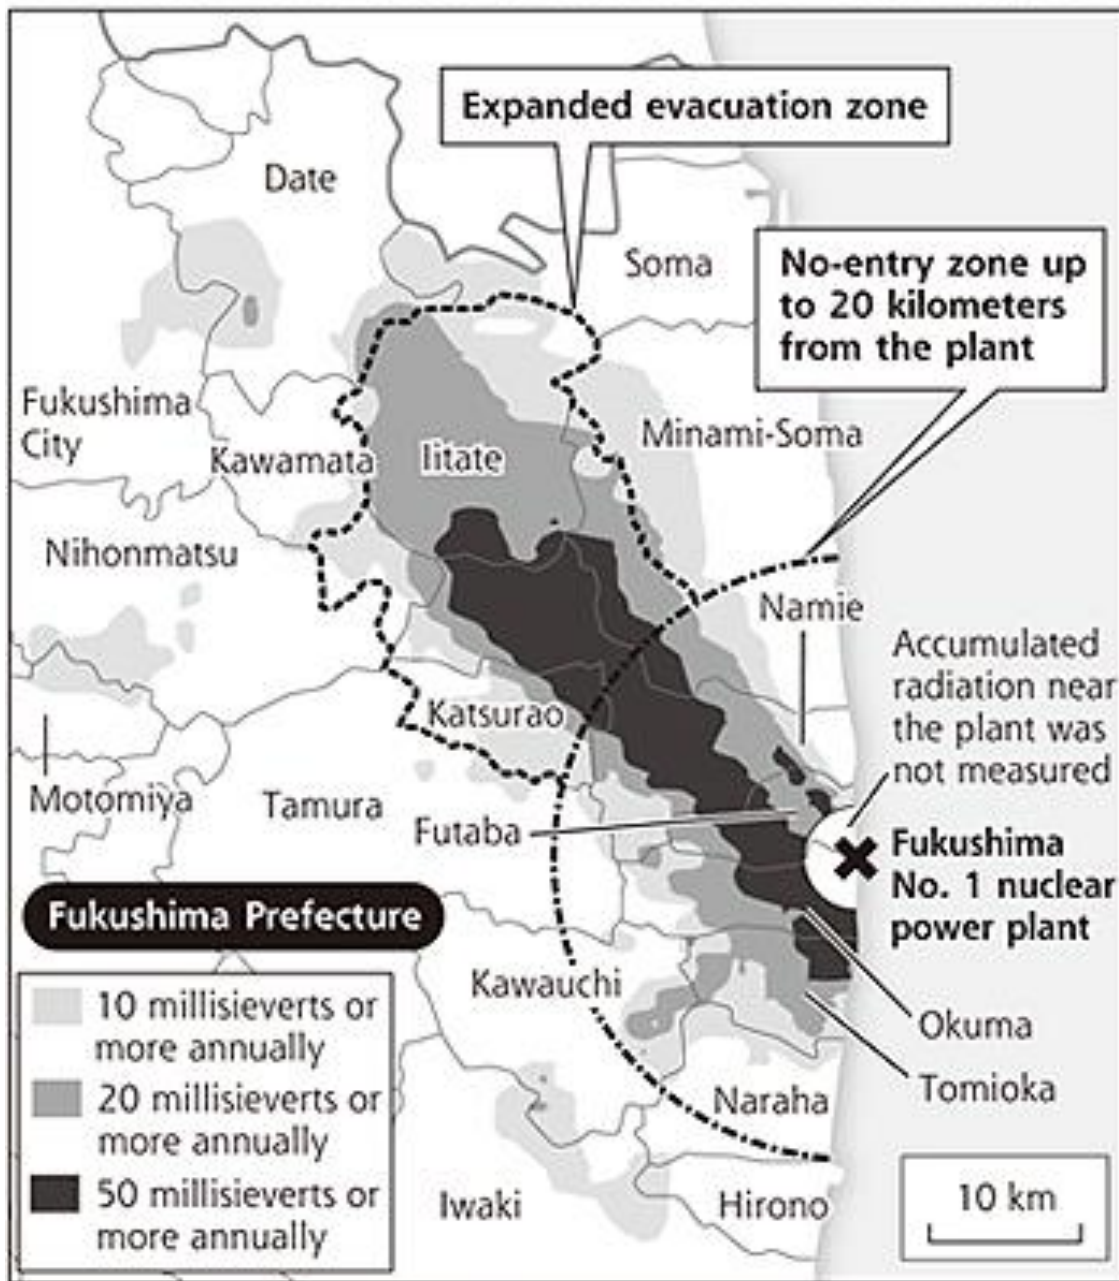 Expanded evacuation zone
Date
Soma
No-entry zone up
to 20 kilometers
from the plant
Fukushima
City
Kawamata
Iitate
Minami-Soma
Nihonmatsu
Namie
Accumulated
radiation near
the plant was
not measured
Katsurao
Motomiya
Tamura
Futaba
Fukushima
No. 1 nuclear
power plant
Fukushima Prefecture
Kawauchi
10 millisieverts or
more annually
20 millisieverts or
more annually
50 millisieverts or
more annually
Okuma
Tomioka
Naraha
Iwaki
Hirono
10 km